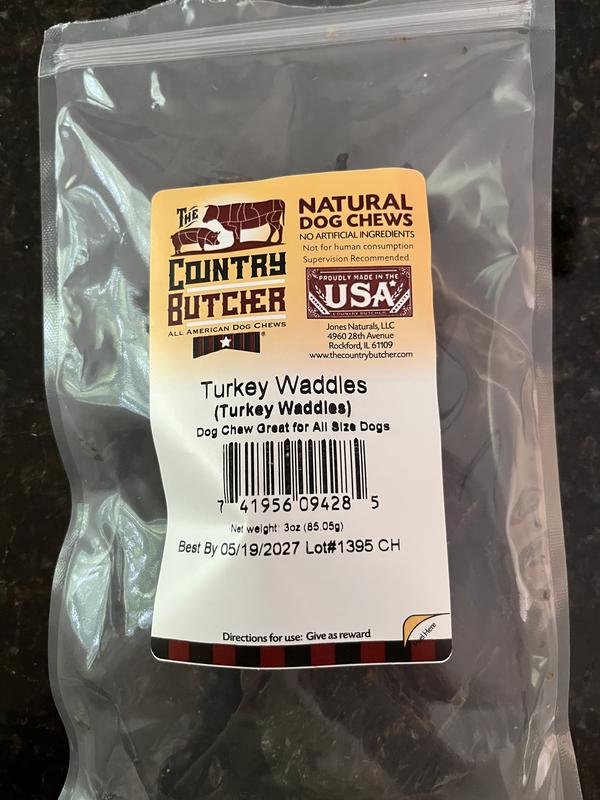 THE
COUNTRY
BUTCHER
ALL AMERICAN DOG CHEWS
NATURAL
DOG CHEWS
NO ARTIFICIAL INGREDIENTS
Not for human consumption
Supervision Recommended
PROUDLY MADE IN THE
USA
COUNTRY BUTCHER
Jones Naturals, LLC
4960 28th Avenue
Rockford, IL 61109
www.thecountrybutcher.com
Turkey Waddles
(Turkey Waddles)
Dog Chew Great for All Size Dogs
7 41956 09428 5
Net weight: 3oz (85.05g)
Best By 05/19/2027 Lot#1395 CH
Directions for use: Give as reward
Here